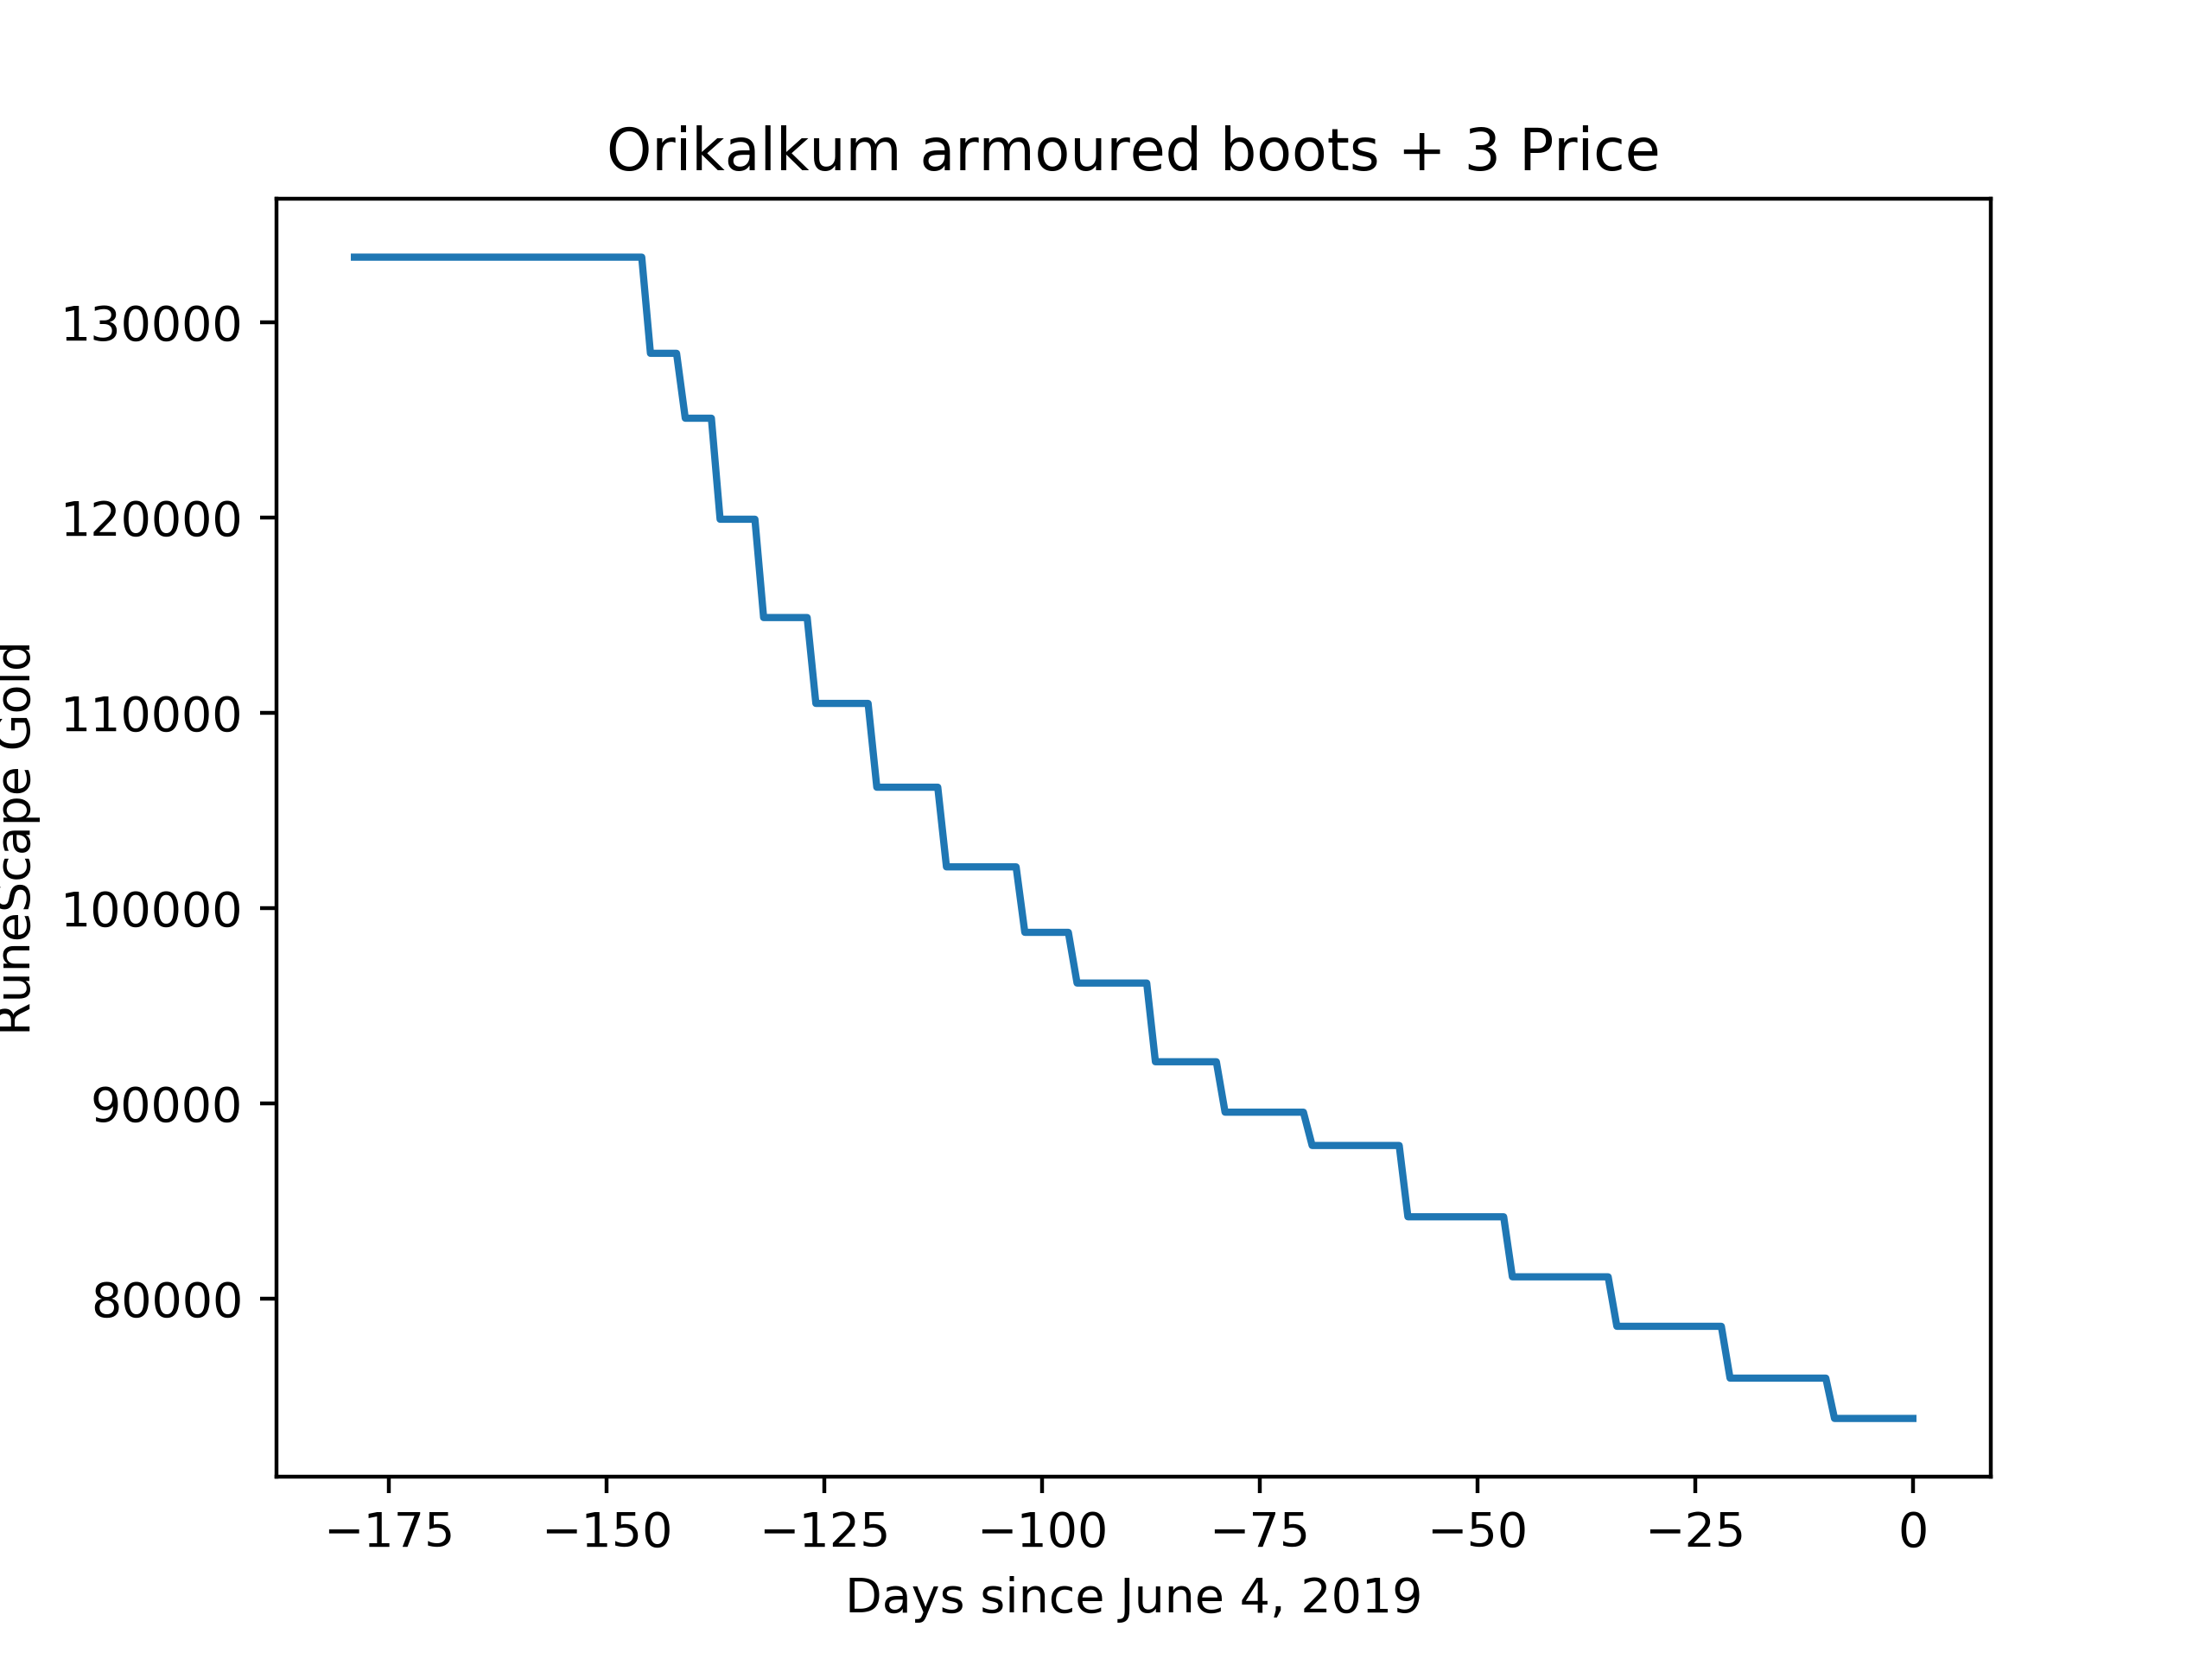 Orikalkum armoured boots + 3 Price
RuneScape Gold
130000
120000
110000
100000
90000
80000
−175 −150 −125 −100 −75 −50 −25 0
Days since June 4, 2019